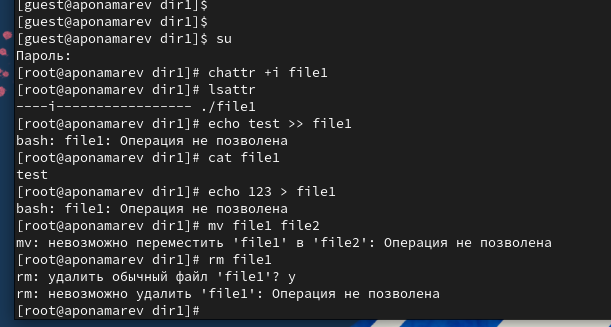 [guest@aponamarev dir1]$
[guest@aponamarev dir1]$
[guest@aponamarev dir1]$ su
Пароль:
[root@aponamarev dir1]# chattr +i file1
[root@aponamarev dir1]# lsattr
----i----------------- ./file1
[root@aponamarev dir1]# echo test >> file1
bash: file1: Операция не позволена
[root@aponamarev dir1]# cat file1
test
[root@aponamarev dir1]# echo 123 > file1
bash: file1: Операция не позволена
[root@aponamarev dir1]# mv file1 file2
mv: невозможно переместить 'file1' в 'file2': Операция не позволена
[root@aponamarev dir1]# rm file1
rm: удалить обычный файл 'file1'? y
rm: невозможно удалить 'file1': Операция не позволена
[root@aponamarev dir1]#